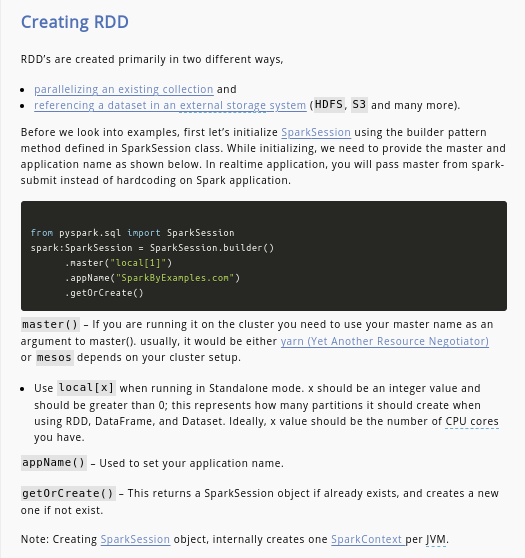 Creating RDD
RDD's are created primarily in two different ways,
parallelizing an existing collection and
referencing a dataset in an external storage system (HDFS, S3 and many more).
Before we look into examples, first let's initialize SparkSession using the builder pattern
method defined in SparkSession class. While initializing, we need to provide the master and
application name as shown below. In realtime application, you will pass master from spark-
submit instead of hardcoding on Spark application.
from pyspark.sql import SparkSession
spark:SparkSession = SparkSession.builder()
.master("local[1]")
.appName("SparkByExamples.com")
.getOrCreate()
master() – If you are running it on the cluster you need to use your master name as an
argument to master(). usually, it would be either yarn (Yet Another Resource Negotiator)
or mesos depends on your cluster setup.
Use local[x] when running in Standalone mode. x should be an integer value and
should be greater than 0; this represents how many partitions it should create when
using RDD, DataFrame, and Dataset. Ideally, x value should be the number of CPU cores
you have.
appName() – Used to set your application name.
getOrCreate() – This returns a SparkSession object if already exists, and creates a new
one if not exist.
Note: Creating SparkSession object, internally creates one SparkContext per JVM.